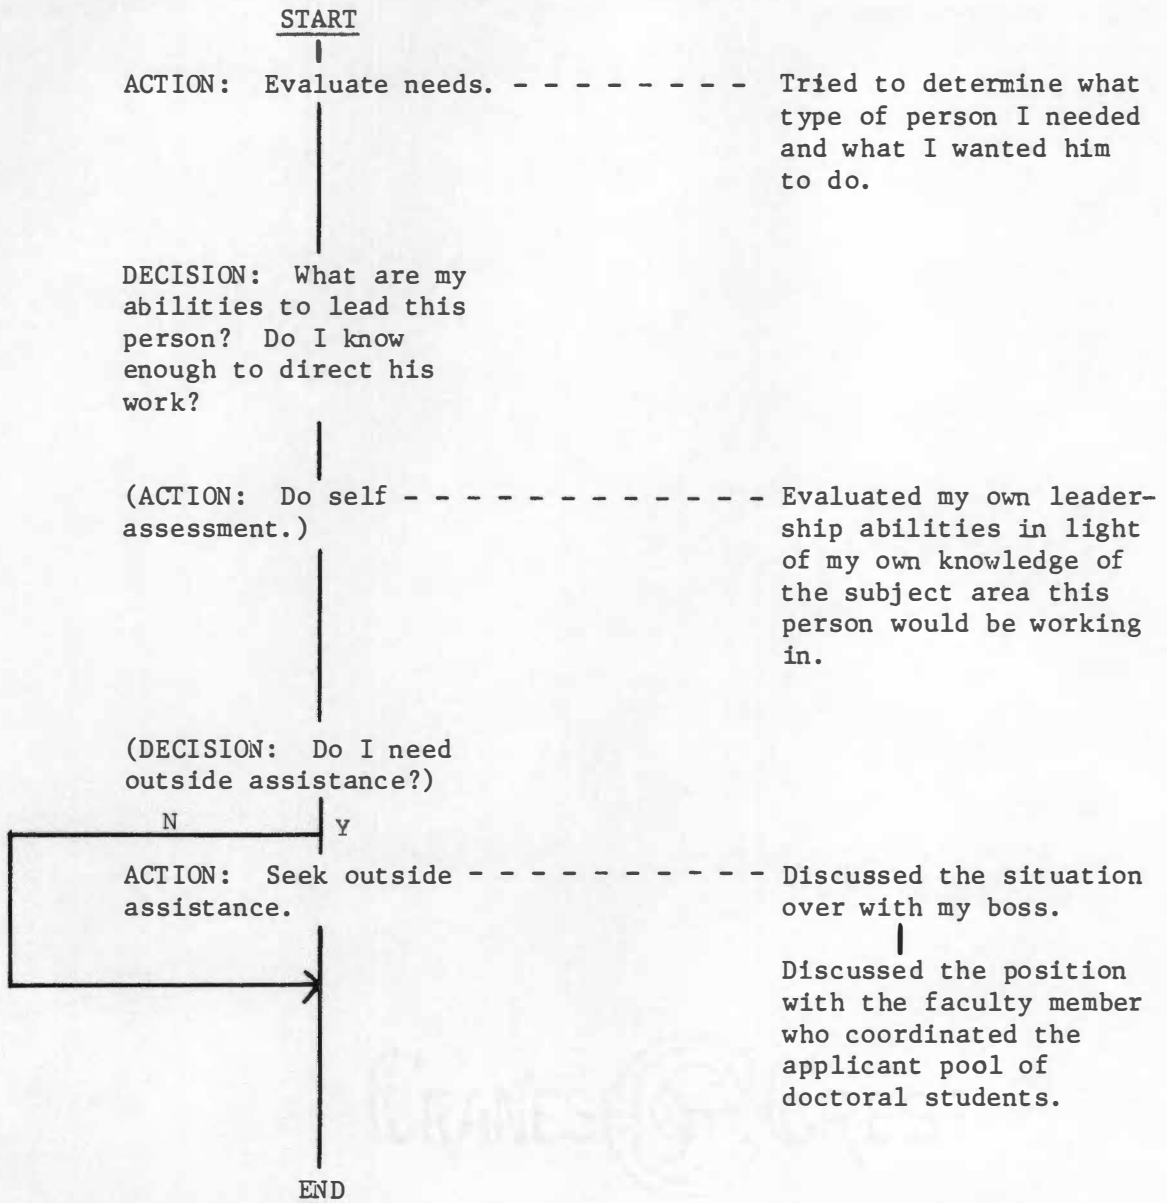 START
ACTION: Evaluate needs.
Tried to determine what
type of person I needed
and what I wanted him
to do.
DECISION: What are my
abilities to lead this
person? Do I know
enough to direct his
work?
(ACTION: Do self
assessment.)
Evaluated my own leader-
ship abilities in light
of my own knowledge of
the subject area this
person would be working
in.
(DECISION: Do I need
outside assistance?)
N
Y
ACTION: Seek outside
assistance.
Discussed the situation
over with my boss.
Discussed the position
with the faculty member
who coordinated the
applicant pool of
doctoral students.
END